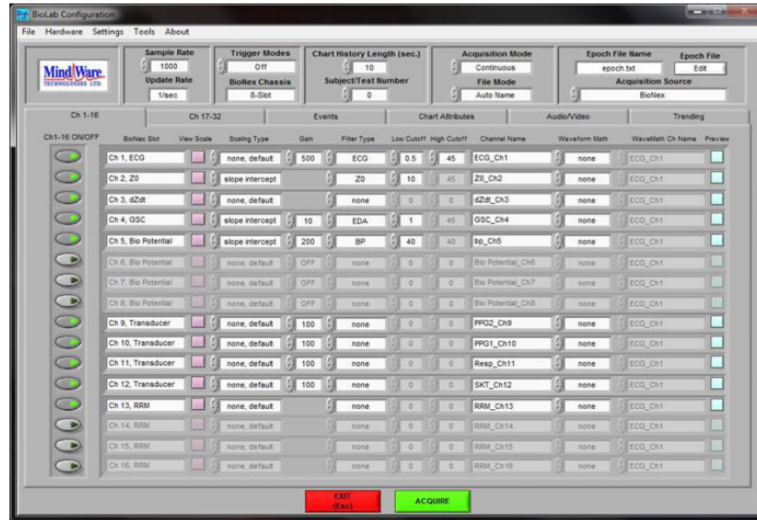 BioLab Configuration
File Hardware Settings Tools About
Mind Ware
TECHNOLOGIES LTD.
Sample Rate
1000
Update Rate
1/sec
Trigger Modes
Off
BioNex Chassis
8-Slot
Chart History Length (sec.)
10
Subject/Test Number
0
Acquisition Mode
Continuous
File Mode
Auto Name
Epoch File Name
epoch.txt
Epoch File
Edit
Acquisition Source
BioNex
Ch 1-16 Ch 17-32 Events Chart Attributes Audio/Video Trending
Ch1-16 ON/OFF BioNex Slot View Scale Scaling Type Gain Filter Type Low Cutoff High Cutoff Channel Name Waveform Math WaveMath Ch Name Preview
Ch 1, ECG none, default 500 ECG 0.5 45 ECG_Ch1 none ECG_Ch1
Ch 2, Z0 slope intercept Z0 10 45 Z0_Ch2 none ECG_Ch1
Ch 3, dZdt none, default none 0 0 dZdt_Ch3 none ECG_Ch1
Ch 4, GSC slope intercept 10 EDA 1 45 GSC_Ch4 none ECG_Ch1
Ch 5, Bio Potential slope intercept 200 BP 40 40 bp_Ch5 none ECG_Ch1
Ch 6, Bio Potential none, default OFF none 0 0 Bio Potential_Ch6 none ECG_Ch1
Ch 7, Bio Potential none, default OFF none 0 0 Bio Potential_Ch7 none ECG_Ch1
Ch 8, Bio Potential none, default OFF none 0 0 Bio Potential_Ch8 none ECG_Ch1
Ch 9, Transducer none, default 100 none 0 0 PPG2_Ch9 none ECG_Ch1
Ch 10, Transducer none, default 100 none 0 0 PPG1_Ch10 none ECG_Ch1
Ch 11, Transducer none, default 100 none 0 0 Resp_Ch11 none ECG_Ch1
Ch 12, Transducer none, default 100 none 0 0 SKT_Ch12 none ECG_Ch1
Ch 13, RRM none, default none 0 0 RRM_Ch13 none ECG_Ch1
Ch 14, RRM none, default none 0 0 RRM_Ch14 none ECG_Ch1
Ch 15, RRM none, default none 0 0 RRM_Ch15 none ECG_Ch1
Ch 16, RRM none, default none 0 0 RRM_Ch16 none ECG_Ch1
EXIT
(Esc)
ACQUIRE